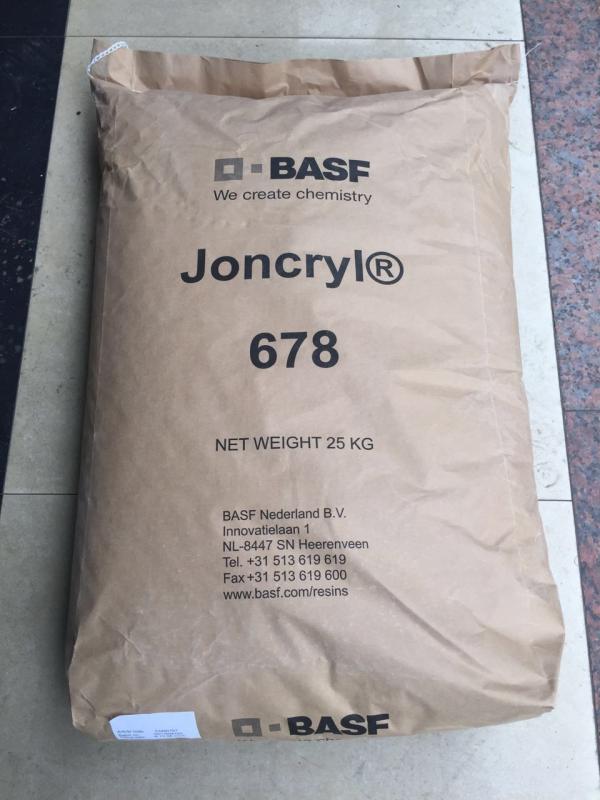 BASF
We create chemistry
Joncryl®
678
NET WEIGHT 25 KG
BASF Nederland B.V.
Innovatielaan 1
NL-8447 SN Heerenveen
Tel. +31 513 619 619
Fax +31 513 619 600
www.basf.com/resins
BASF